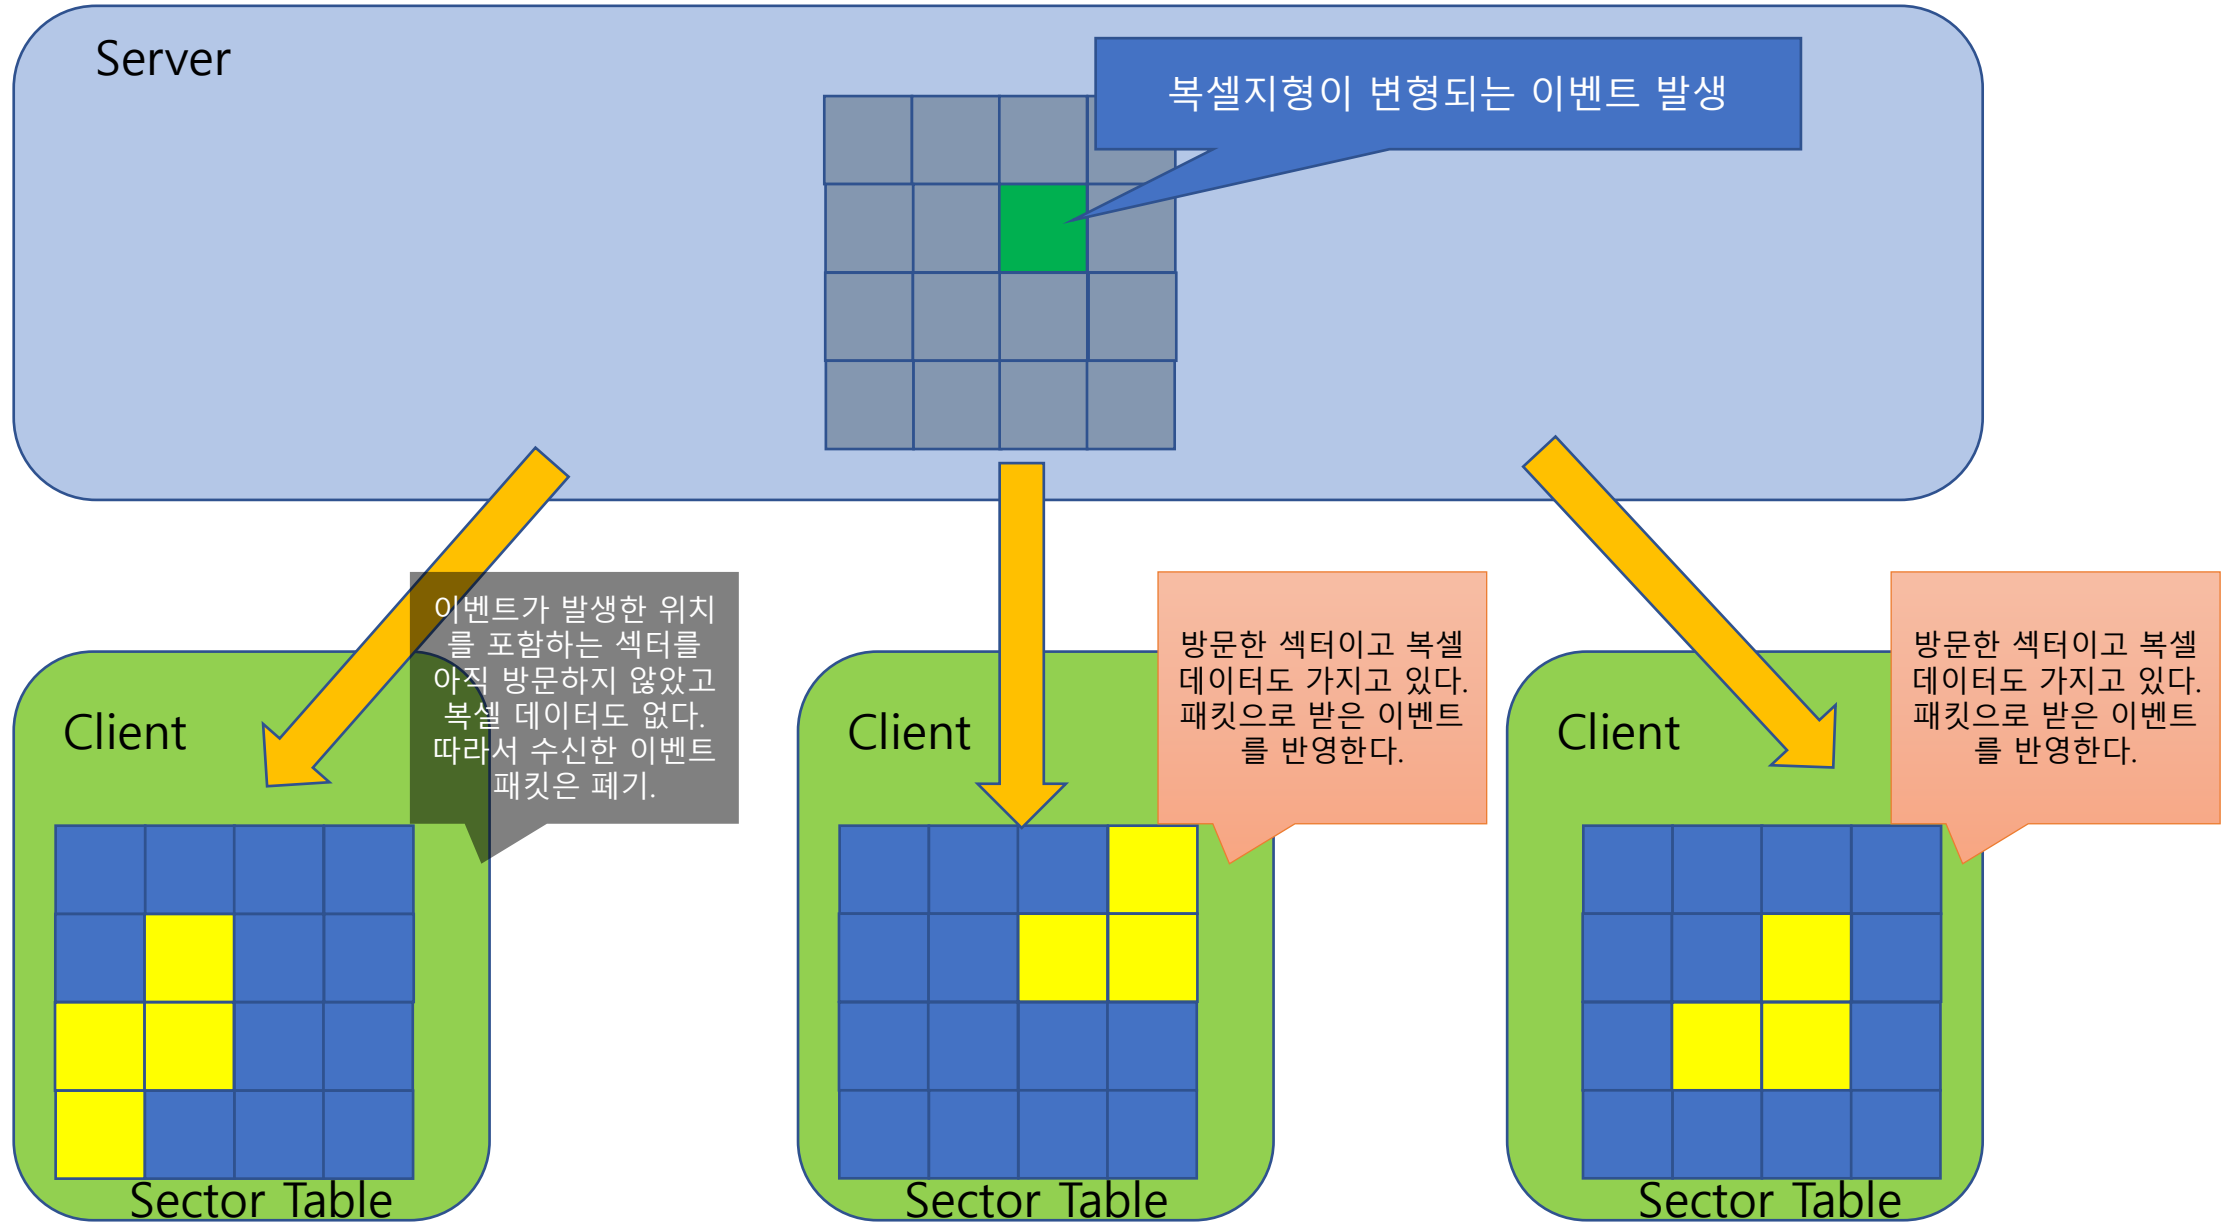 Server
복셀지형이 변형되는 이벤트 발생
이벤트가 발생한 위치
를 포함하는 섹터를
아직 방문하지 않았고
복셀 데이터도 없다.
따라서 수신한 이벤트
패킷은 폐기.
방문한 섹터이고 복셀
데이터도 가지고 있다.
패킷으로 받은 이벤트
를 반영한다.
방문한 섹터이고 복셀
데이터도 가지고 있다.
패킷으로 받은 이벤트
를 반영한다.
Client
Client
Client
Sector Table
Sector Table
Sector Table